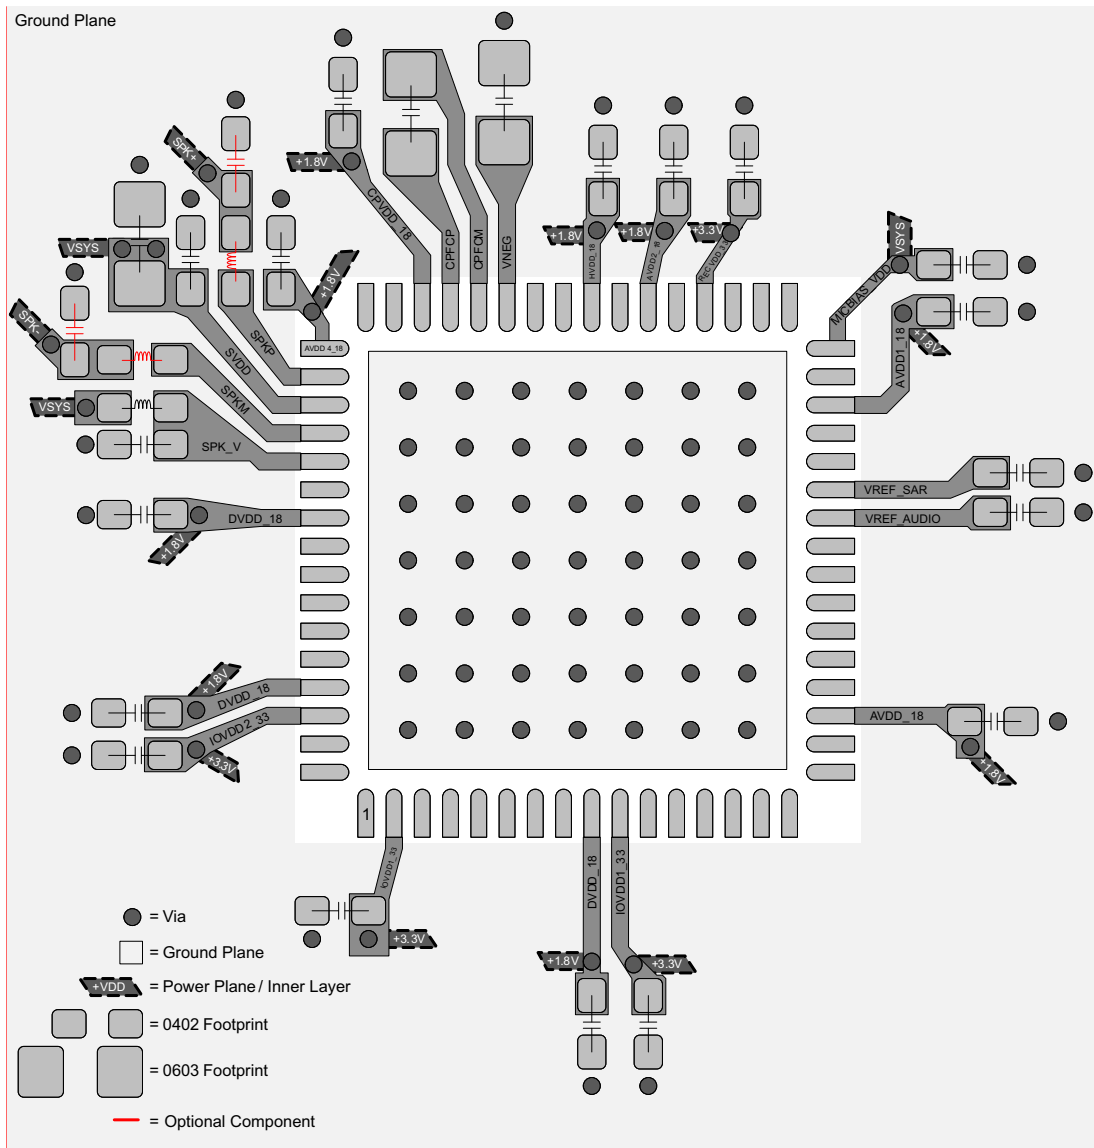 Ground Plane
SPK+
+1.8V
CPVDD_18
CPFCP
CPFCM
VNEG
+1.8V
HVDD_18
+1.8V
AVDD2_18
+3.3V
RECVDD_33
VSYS
MICBIAS_VDD
VSYS
+1.8V
SPK-
AVDD4_18
SPKP
SVDD
SPKM
AVDD1_18
+1.8V
VSYS
SPK_V
DVDD_18
+1.8V
VREF_SAR
VREF_AUDIO
+1.8V
DVDD_18
IOVDD2_33
+3.3V
AVDD_18
+1.8V
1
IOVDD1_33
+3.3V
DVDD_18
IOVDD1_33
+1.8V
+3.3V
= Via
= Ground Plane
+VDD = Power Plane / Inner Layer
= 0402 Footprint
= 0603 Footprint
= Optional Component